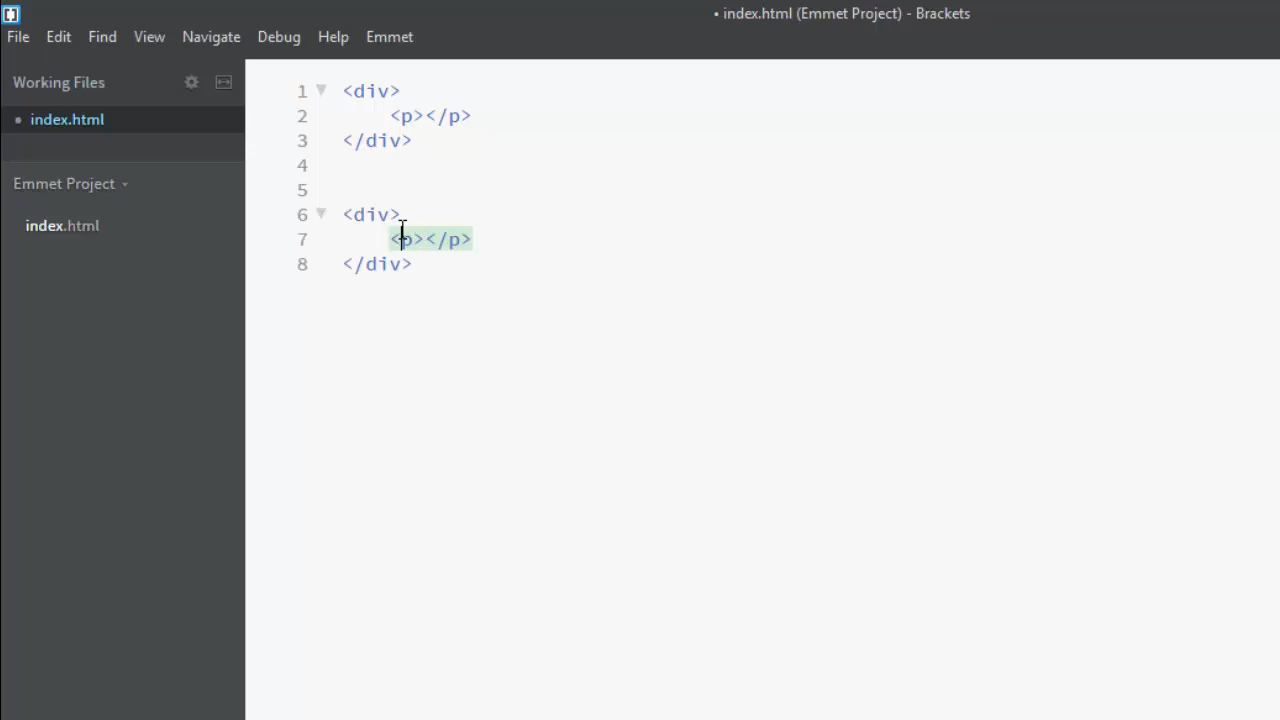 • index.html (Emmet Project) - Brackets
File Edit Find View Navigate Debug Help Emmet
Working Files
• index.html
Emmet Project
index.html
1 <div>
2 <p></p>
3 </div>
4
5
6 <div>
7 <p></p>
8 </div>